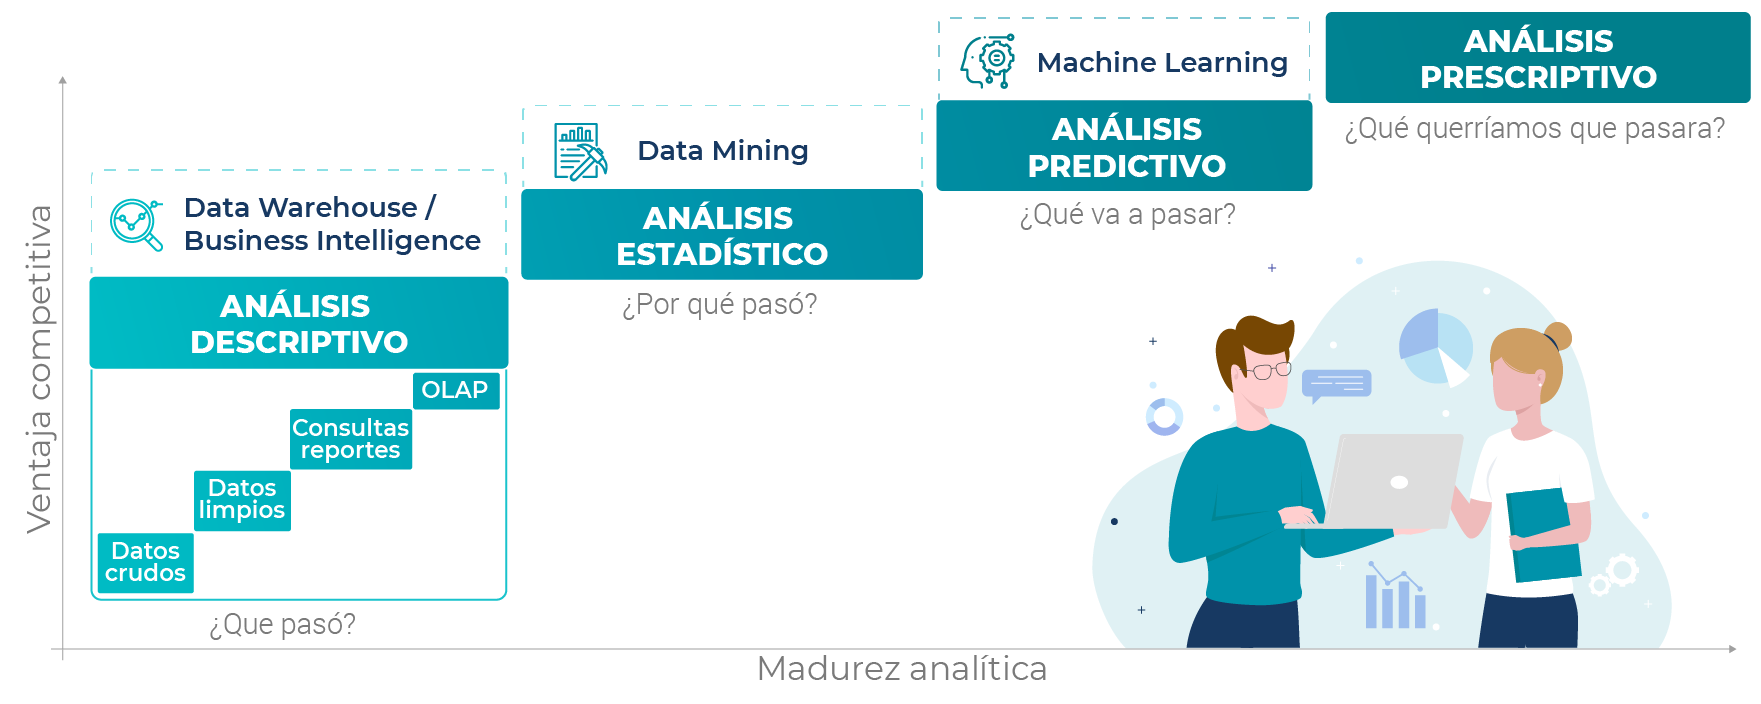 Ventaja competitiva
Data Warehouse /
Business Intelligence
ANÁLISIS
DESCRIPTIVO
OLAP
Consultas
reportes
Datos
limpios
Datos
crudos
¿Que pasó?
Data Mining
ANÁLISIS
ESTADÍSTICO
¿Por qué pasó?
Machine Learning
ANÁLISIS
PREDICTIVO
¿Qué va a pasar?
ANÁLISIS
PRESCRIPTIVO
¿Qué querríamos que pasara?
Madurez analítica